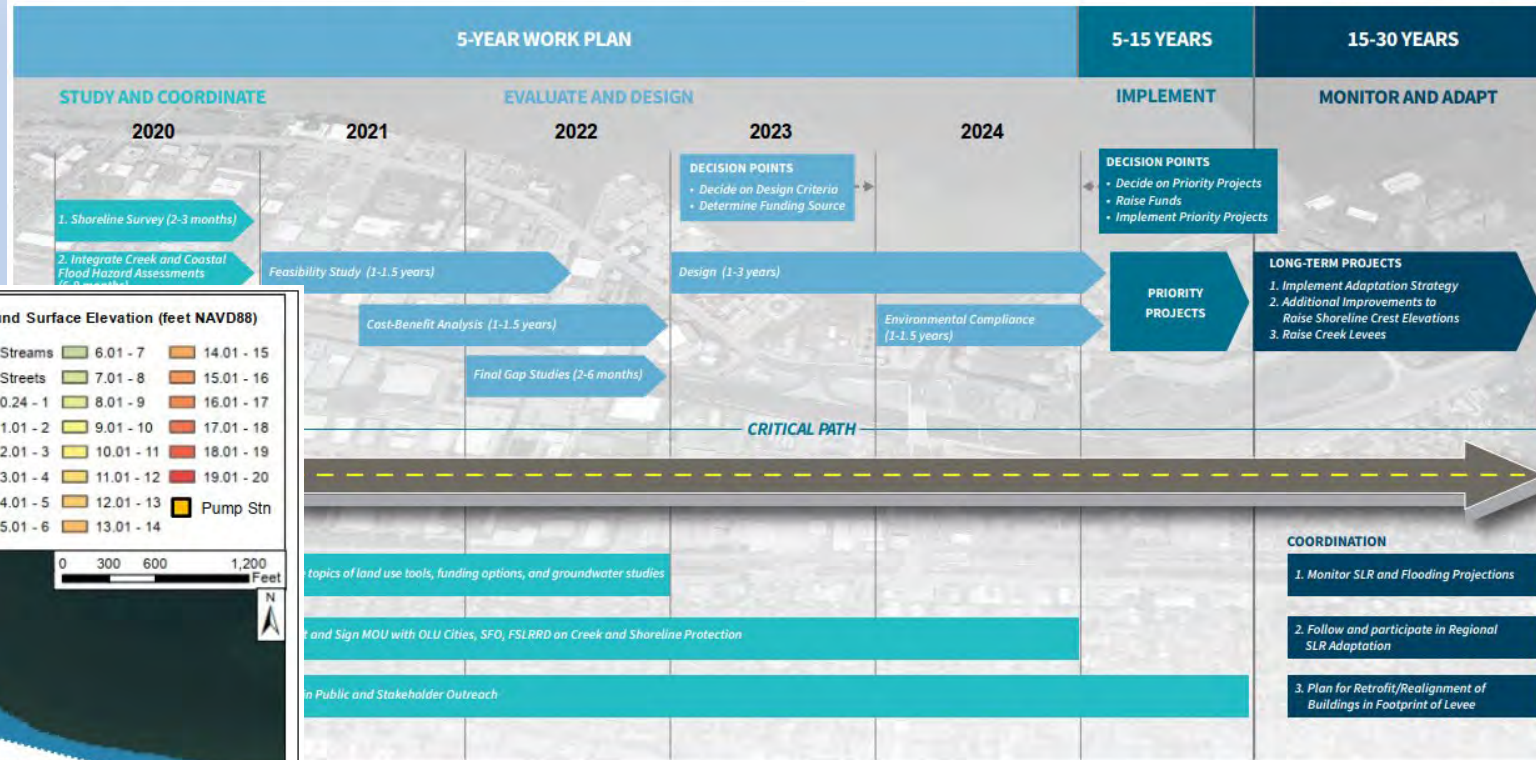 5-YEAR WORK PLAN
5-15 YEARS
15-30 YEARS
STUDY AND COORDINATE
EVALUATE AND DESIGN
IMPLEMENT
MONITOR AND ADAPT
2020
2021
2022
2023
2024
DECISION POINTS
• Decide on Design Criteria
• Determine Funding Source
DECISION POINTS
• Decide on Priority Projects
• Raise Funds
• Implement Priority Projects
1. Shoreline Survey (2-3 months)
2. Integrate Creek and Coastal
Flood Hazard Assessments
Feasibility Study (1-1.5 years)
Design (1-3 years)
Cost-Benefit Analysis (1-1.5 years)
Environmental Compliance
(1-1.5 years)
Final Gap Studies (2-6 months)
PRIORITY
PROJECTS
LONG-TERM PROJECTS
1. Implement Adaptation Strategy
2. Additional Improvements to
Raise Shoreline Crest Elevations
3. Raise Creek Levees
CRITICAL PATH
Surface Elevation (feet NAVD88)
Streams
6.01 - 7
14.01 - 15
Streets
7.01 - 8
15.01 - 16
0.24 - 1
8.01 - 9
16.01 - 17
1.01 - 2
9.01 - 10
17.01 - 18
2.01 - 3
10.01 - 11
18.01 - 19
3.01 - 4
11.01 - 12
19.01 - 20
4.01 - 5
12.01 - 13
Pump Stn
5.01 - 6
13.01 - 14
0 300 600 1,200
Feet
N
topics of land use tools, funding options, and groundwater studies
and Sign MOU with OLU Cities, SFO, FSLRRD on Creek and Shoreline Protection
in Public and Stakeholder Outreach
COORDINATION
1. Monitor SLR and Flooding Projections
2. Follow and participate in Regional
SLR Adaptation
3. Plan for Retrofit/Realignment of
Buildings in Footprint of Levee